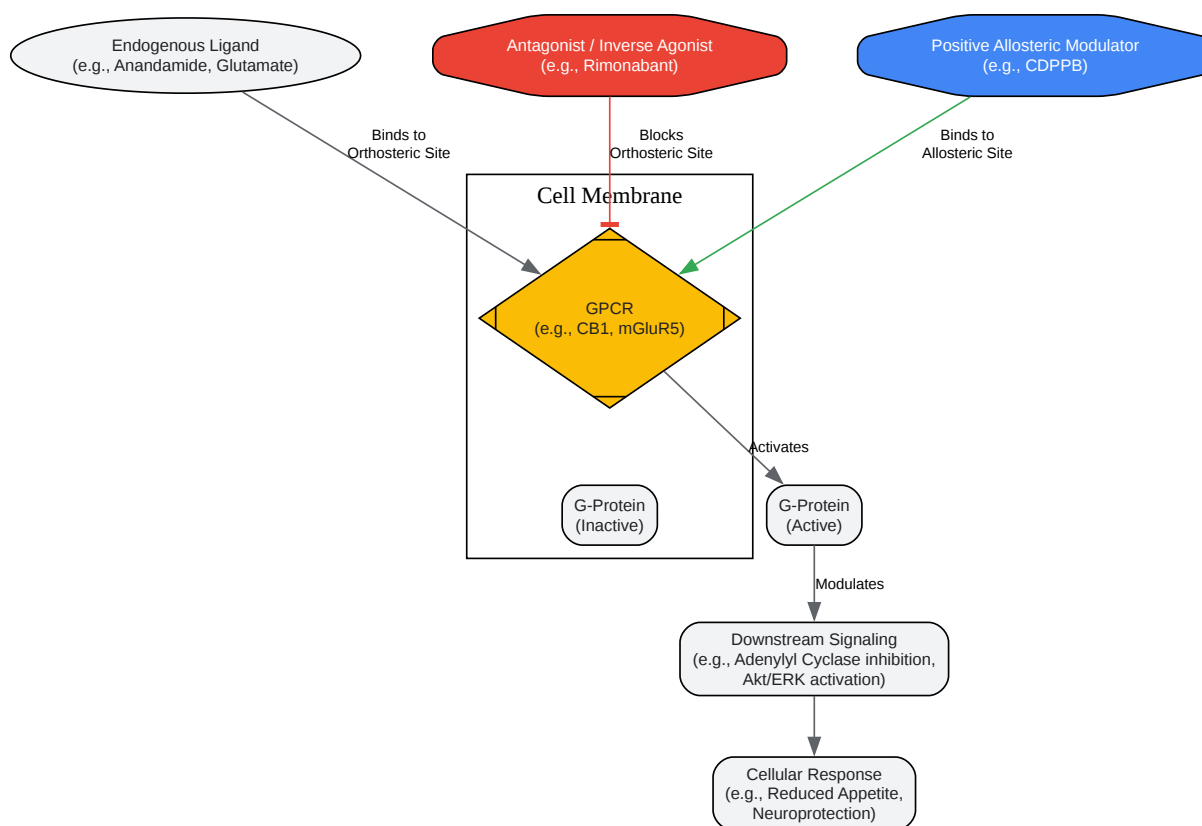 Endogenous Ligand
(e.g., Anandamide, Glutamate)
Antagonist / Inverse Agonist
(e.g., Rimonabant)
Positive Allosteric Modulator
(e.g., CDPPB)
Binds to
Orthosteric Site
Blocks
Orthosteric Site
Binds to
Allosteric Site
Cell Membrane
GPCR
(e.g., CB1, mGluR5)
Activates
G-Protein
(Inactive)
G-Protein
(Active)
Modulates
Downstream Signaling
(e.g., Adenylyl Cyclase inhibition,
Akt/ERK activation)
Cellular Response
(e.g., Reduced Appetite,
Neuroprotection)